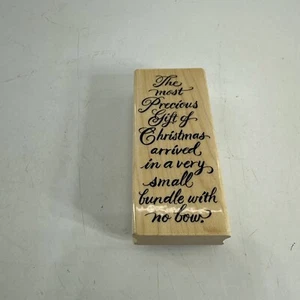 The
most
Precious
Gift of
Christmas
arrived
in a very
small
bundle with
no bow.